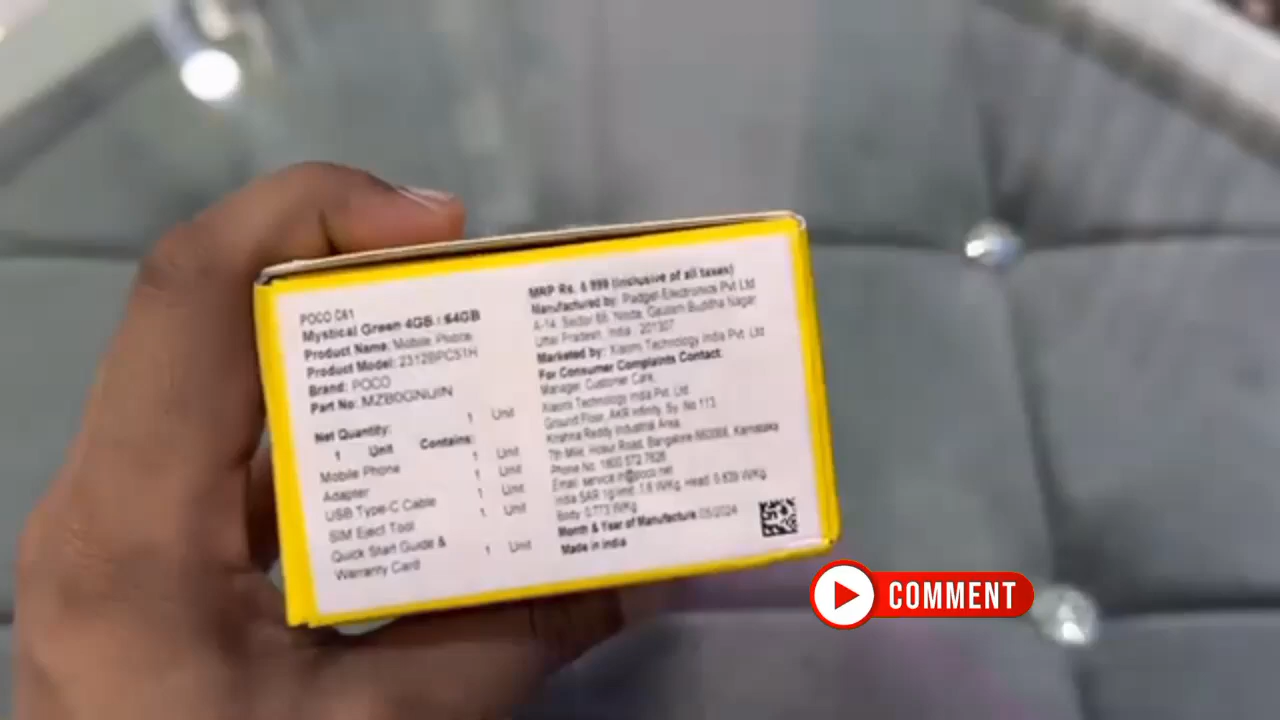 POCO C61
Mystical Green 4GB / 64GB
Product Name: Mobile Phone
Product Model: 2312BPC51H
Brand: POCO
Part No: MZB0GNUIN
Net Quantity: 1 Unit
1 Unit Contains:
Mobile Phone 1 Unit
Adapter 1 Unit
USB Type-C Cable 1 Unit
SIM Eject Tool 1 Unit
Quick Start Guide &
Warranty Card 1 Unit
MRP Rs. 6 999 (Inclusive of all taxes)
Manufactured by: Padget Electronics Pvt Ltd
A-14, Sector 68, Noida, Gautam Buddha Nagar,
Uttar Pradesh, India - 201307
Marketed by: Xiaomi Technology India Pvt. Ltd
For Consumer Complaints Contact:
Manager, Customer Care,
Xiaomi Technology India Pvt. Ltd
Ground Floor, AKR Infinity, Sy. No 113,
Krishna Reddy Industrial Area,
7th Mile, Hosur Road, Bangalore 560068, Karnataka
Phone No: 1800 572 7626
Email: service.in@poco.net
India SAR 1g limit: 1.6 W/Kg, Head: 0.839 W/Kg,
Body: 0.773 W/Kg
Month & Year of Manufacture 05/2024
Made in India
COMMENT